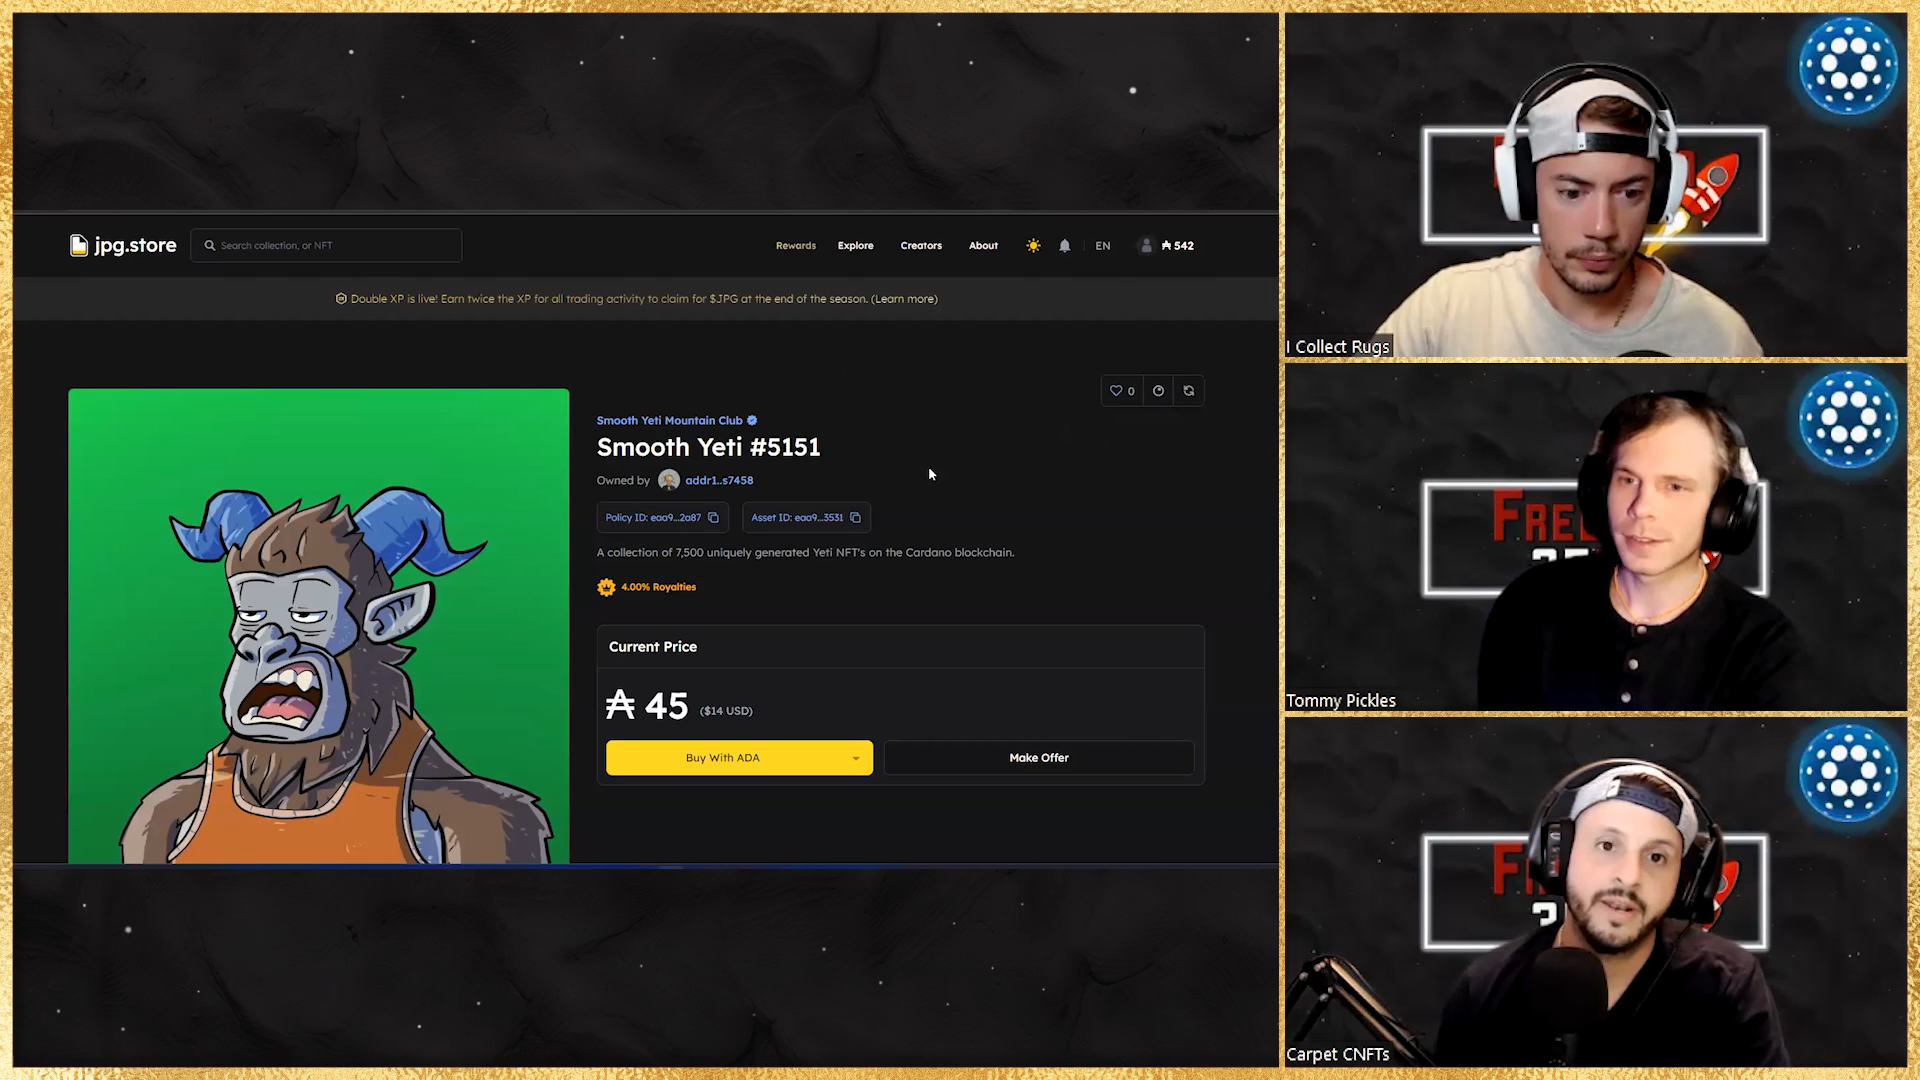 jpg.store
Search collection, or NFT
Rewards
Explore
Creators
About
EN
₳ 542
Double XP is live! Earn twice the XP for all trading activity to claim for $JPG at the end of the season. (Learn more)
0
Smooth Yeti Mountain Club
Smooth Yeti #5151
Owned by addr1..s7458
Policy ID: eaa9...2a87
Asset ID: eaa9...3531
A collection of 7,500 uniquely generated Yeti NFT's on the Cardano blockchain.
4.00% Royalties
Current Price
₳ 45 ($14 USD)
Buy With ADA
Make Offer
I Collect Rugs
Tommy Pickles
Carpet CNFTs